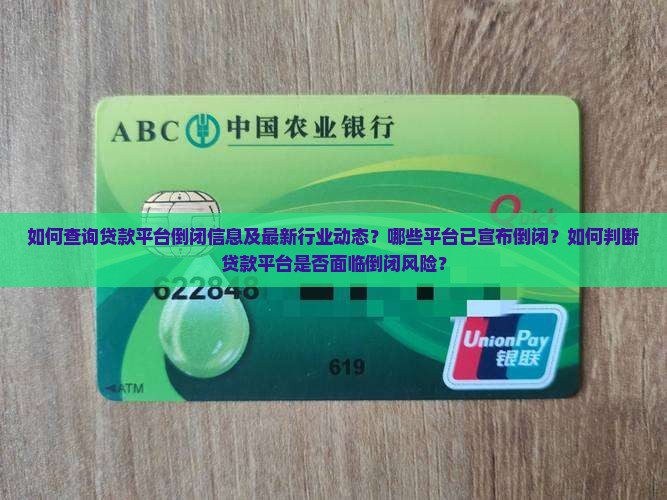 ABC 中国农业银行
Quick
如何查询贷款平台倒闭信息及最新行业动态？哪些平台已宣布倒闭？如何判断
贷款平台是否面临倒闭风险？
622848
UnionPay
银联
619
◀ATM